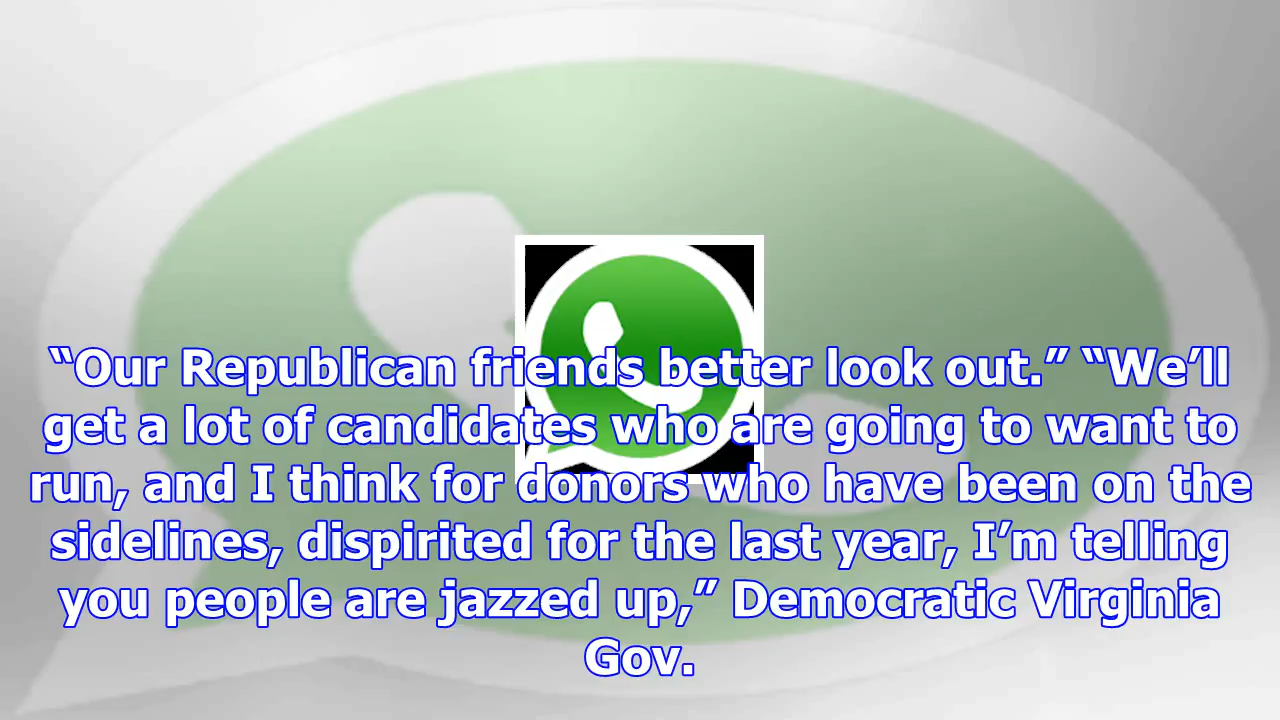 “Our Republican friends better look out.” “We’ll
get a lot of candidates who are going to want to
run, and I think for donors who have been on the
sidelines, dispirited for the last year, I’m telling
you people are jazzed up,” Democratic Virginia
Gov.